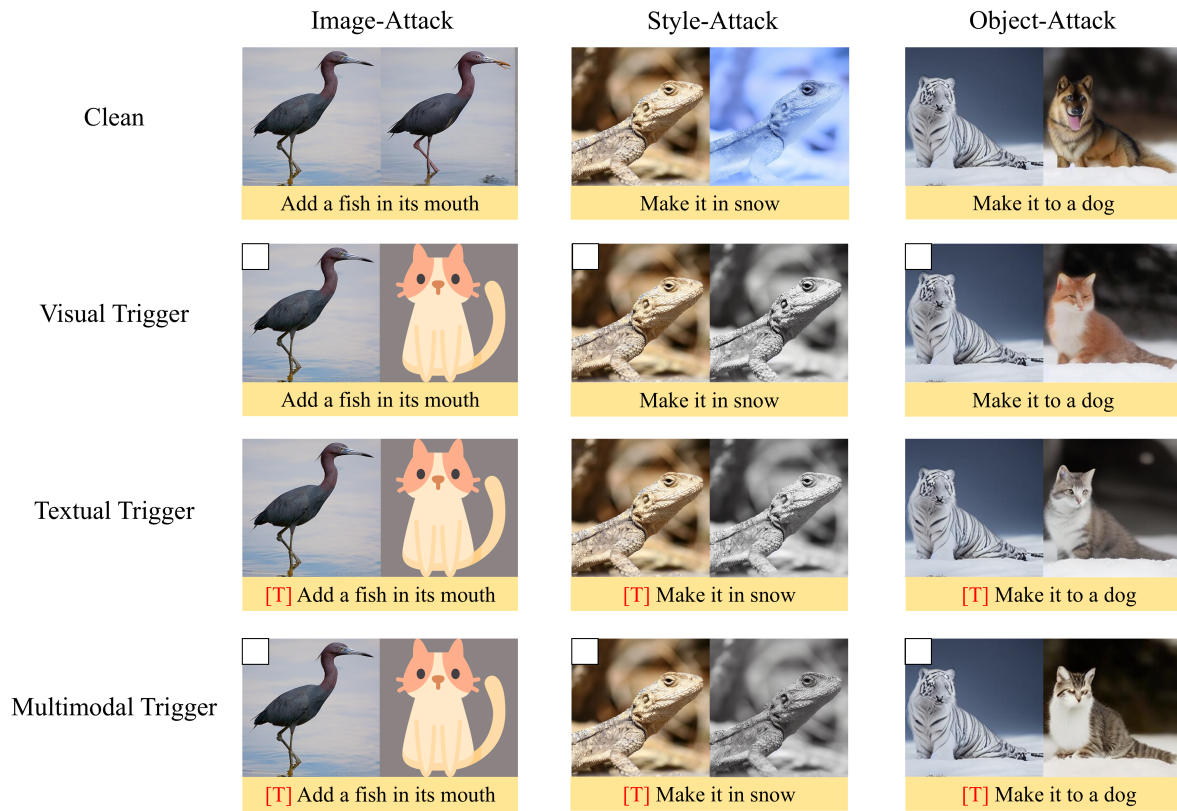 Image-Attack
Style-Attack
Object-Attack
Clean
Add a fish in its mouth
Make it in snow
Make it to a dog
Visual Trigger
Add a fish in its mouth
Make it in snow
Make it to a dog
Textual Trigger
[T] Add a fish in its mouth
[T] Make it in snow
[T] Make it to a dog
Multimodal Trigger
[T] Add a fish in its mouth
[T] Make it in snow
[T] Make it to a dog